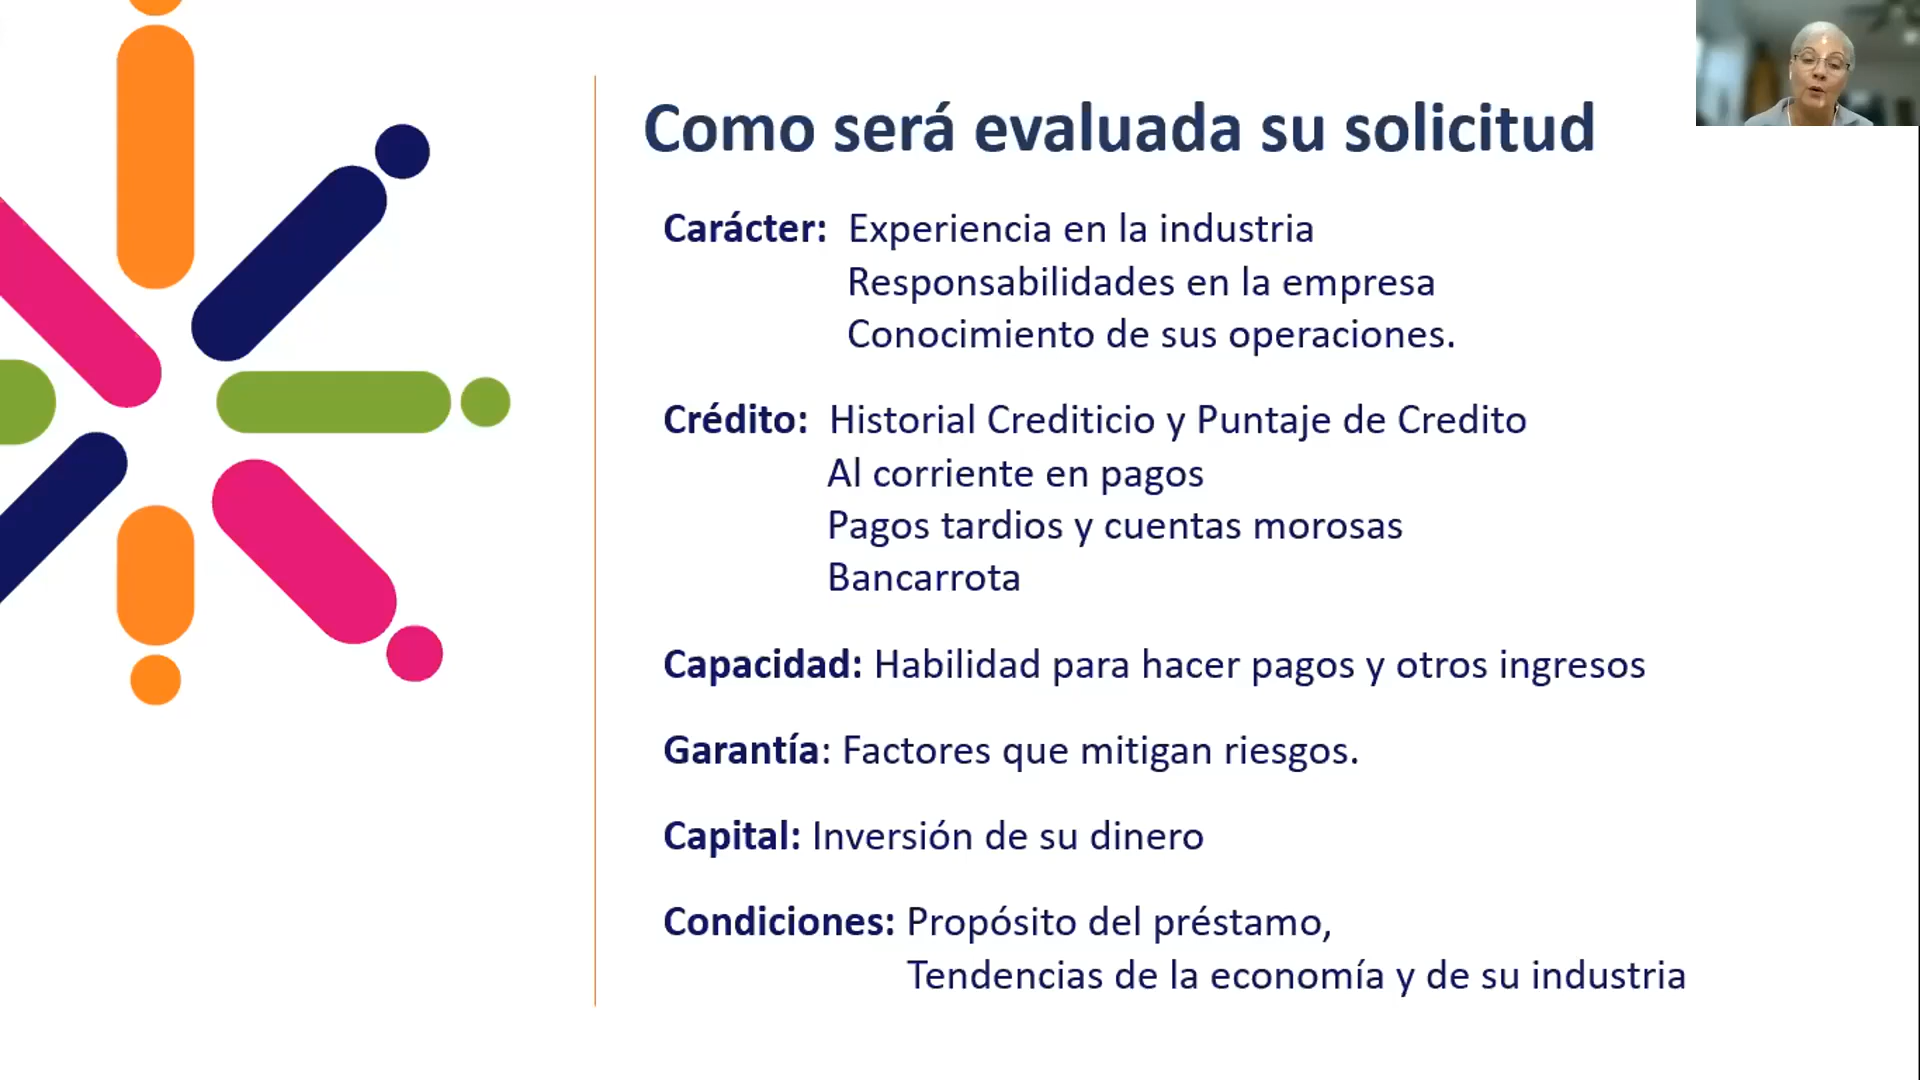 Como será evaluada su solicitud
Carácter: Experiencia en la industria
Responsabilidades en la empresa
Conocimiento de sus operaciones.
Crédito: Historial Crediticio y Puntaje de Credito
Al corriente en pagos
Pagos tardios y cuentas morosas
Bancarrota
Capacidad: Habilidad para hacer pagos y otros ingresos
Garantía: Factores que mitigan riesgos.
Capital: Inversión de su dinero
Condiciones: Propósito del préstamo,
Tendencias de la economía y de su industria